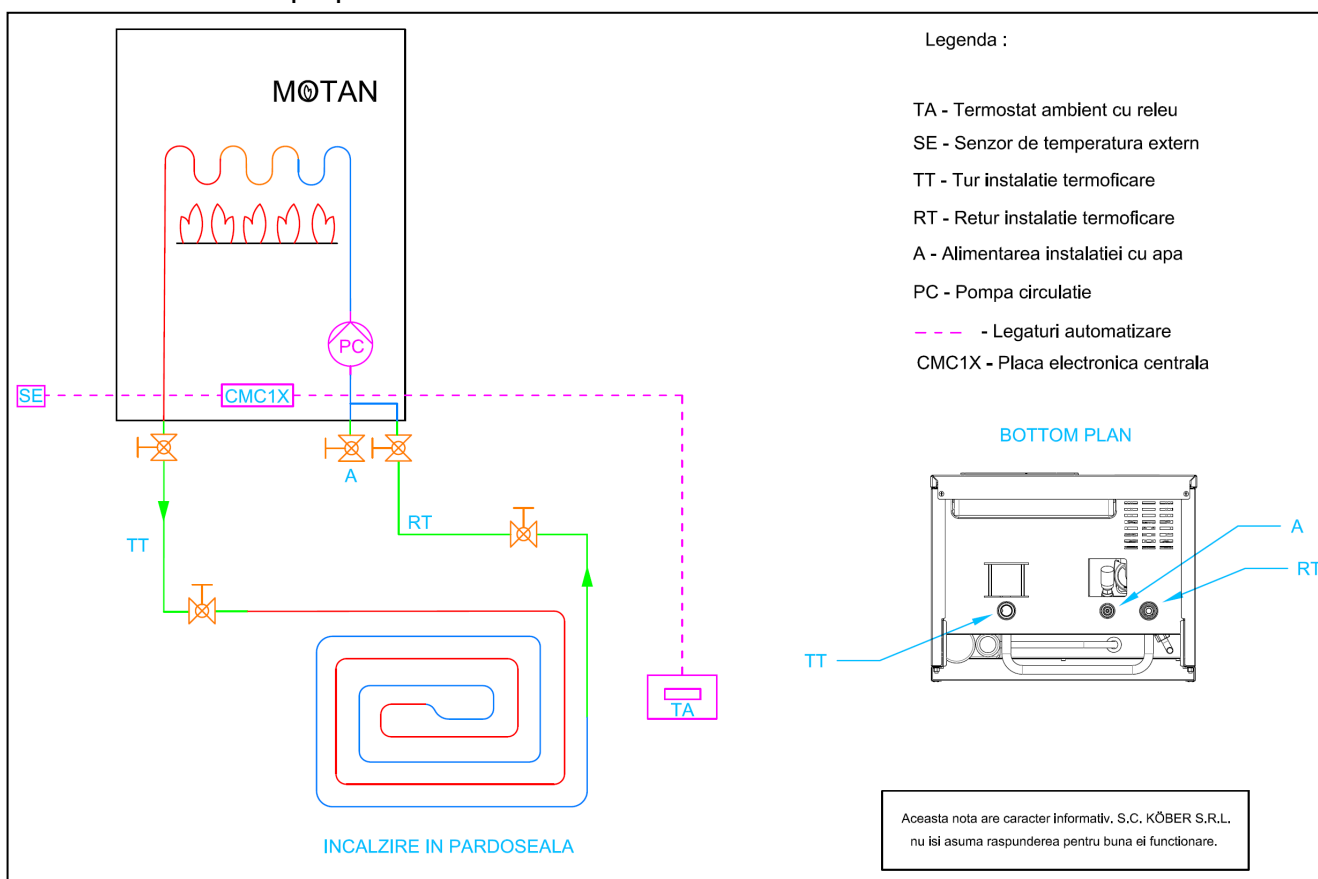 MOTAN
PC
SE
CMC1X
A
RT
TT
TA
INCALZIRE IN PARDOSEALA
Legenda :
TA - Termostat ambient cu releu
SE - Senzor de temperatura extern
TT - Tur instalatie termoficare
RT - Retur instalatie termoficare
A - Alimentarea instalatiei cu apa
PC - Pompa circulatie
- Legaturi automatizare
CMC1X - Placa electronica centrala
BOTTOM PLAN
A
RT
TT
Aceasta nota are caracter informativ. S.C. KÖBER S.R.L.
nu isi asuma raspunderea pentru buna ei functionare.